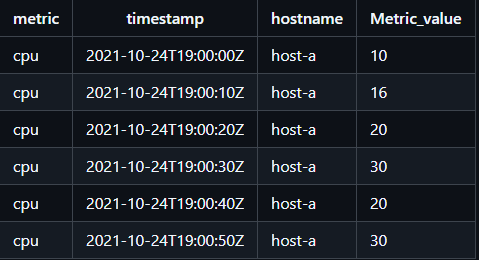 metric timestamp hostname Metric_value
cpu 2021-10-24T19:00:00Z host-a 10
cpu 2021-10-24T19:00:10Z host-a 16
cpu 2021-10-24T19:00:20Z host-a 20
cpu 2021-10-24T19:00:30Z host-a 30
cpu 2021-10-24T19:00:40Z host-a 20
cpu 2021-10-24T19:00:50Z host-a 30